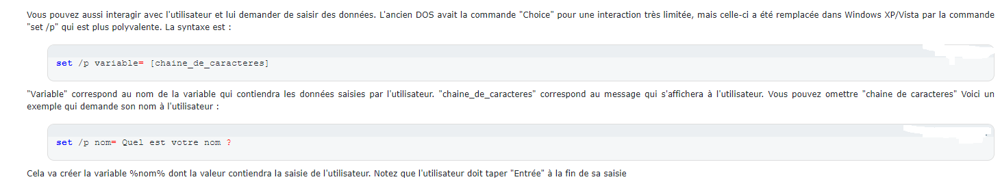 Vous pouvez aussi interagir avec l'utilisateur et lui demander de saisir des données. L'ancien DOS avait la commande "Choice" pour une interaction très limitée, mais celle-ci a été remplacée dans Windows XP/Vista par la commande
"set /p" qui est plus polyvalente. La syntaxe est :
set /p variable= [chaine_de_caracteres]
"Variable" correspond au nom de la variable qui contiendra les données saisies par l'utilisateur. "chaine_de_caracteres" correspond au message qui s'affichera à l'utilisateur. Vous pouvez omettre "chaine de caracteres" Voici un
exemple qui demande son nom à l'utilisateur :
set /p nom= Quel est votre nom ?
Cela va créer la variable %nom% dont la valeur contiendra la saisie de l'utilisateur. Notez que l'utilisateur doit taper "Entrée" à la fin de sa saisie